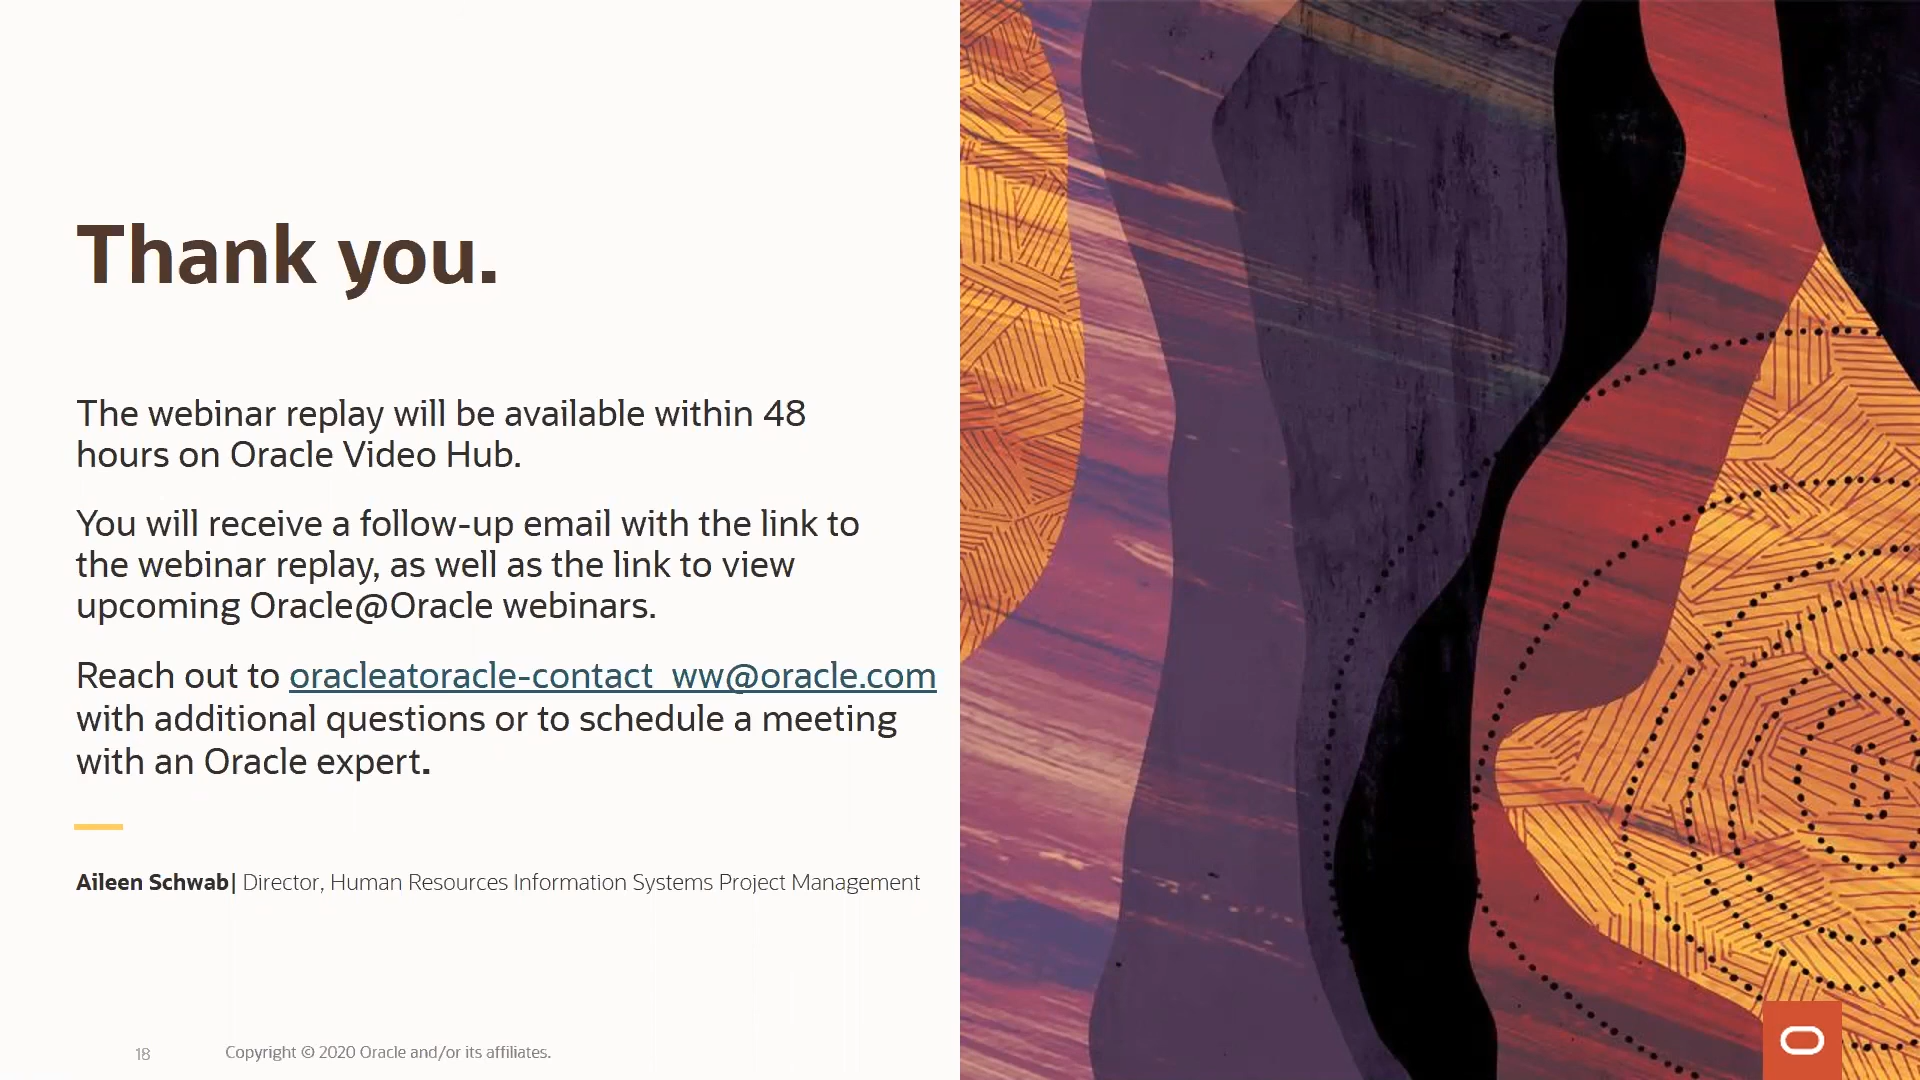 Thank you.
The webinar replay will be available within 48
hours on Oracle Video Hub.
You will receive a follow-up email with the link to
the webinar replay, as well as the link to view
upcoming Oracle@Oracle webinars.
Reach out to oracleatoracle-contact_ww@oracle.com
with additional questions or to schedule a meeting
with an Oracle expert.
Aileen Schwab| Director, Human Resources Information Systems Project Management
18 Copyright © 2020 Oracle and/or its affiliates.